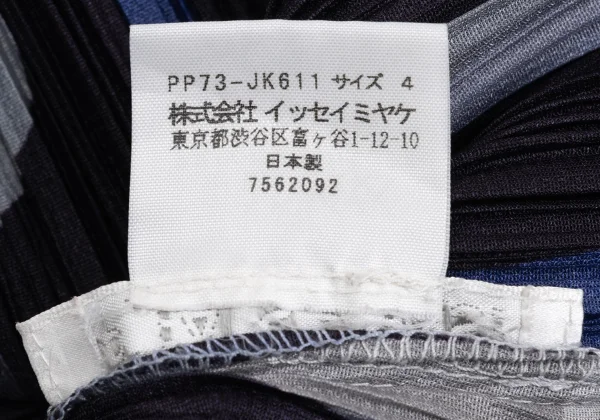 PP73-JK611 サイズ 4
株式会社 イッセイミヤケ
東京都渋谷区富ヶ谷1-12-10
日本製
7562092